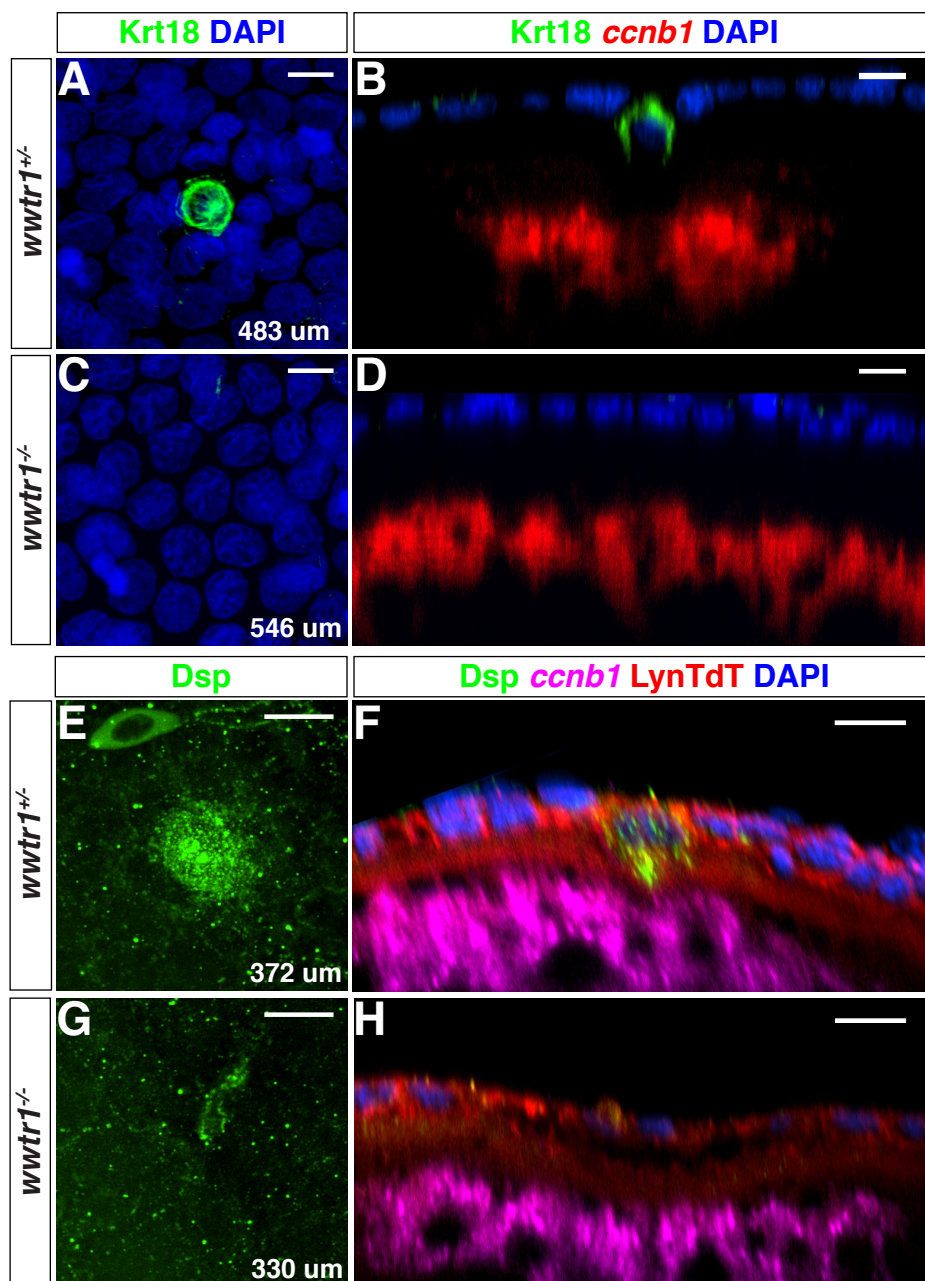 Krt18 DAPI
Krt18 ccnb1 DAPI
wwtr1+/-
A
483 um
B
wwtr1-/-
C
546 um
D
Dsp
Dsp ccnb1 LynTdT DAPI
wwtr1+/-
E
372 um
F
wwtr1-/-
G
330 um
H